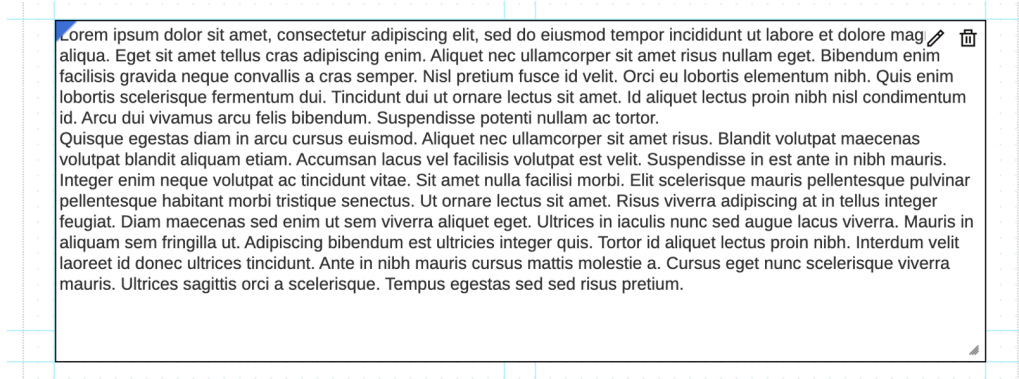 Lorem ipsum dolor sit amet, consectetur adipiscing elit, sed do eiusmod tempor incididunt ut labore et dolore mag
aliqua. Eget sit amet tellus cras adipiscing enim. Aliquet nec ullamcorper sit amet risus nullam eget. Bibendum enim
facilisis gravida neque convallis a cras semper. Nisl pretium fusce id velit. Orci eu lobortis elementum nibh. Quis enim
lobortis scelerisque fermentum dui. Tincidunt dui ut ornare lectus sit amet. Id aliquet lectus proin nibh nisl condimentum
id. Arcu dui vivamus arcu felis bibendum. Suspendisse potenti nullam ac tortor.
Quisque egestas diam in arcu cursus euismod. Aliquet nec ullamcorper sit amet risus. Blandit volutpat maecenas
volutpat blandit aliquam etiam. Accumsan lacus vel facilisis volutpat est velit. Suspendisse in est ante in nibh mauris.
Integer enim neque volutpat ac tincidunt vitae. Sit amet nulla facilisi morbi. Elit scelerisque mauris pellentesque pulvinar
pellentesque habitant morbi tristique senectus. Ut ornare lectus sit amet. Risus viverra adipiscing at in tellus integer
feugiat. Diam maecenas sed enim ut sem viverra aliquet eget. Ultrices in iaculis nunc sed augue lacus viverra. Mauris in
aliquam sem fringilla ut. Adipiscing bibendum est ultricies integer quis. Tortor id aliquet lectus proin nibh. Interdum velit
laoreet id donec ultrices tincidunt. Ante in nibh mauris cursus mattis molestie a. Cursus eget nunc scelerisque viverra
mauris. Ultrices sagittis orci a scelerisque. Tempus egestas sed sed risus pretium.